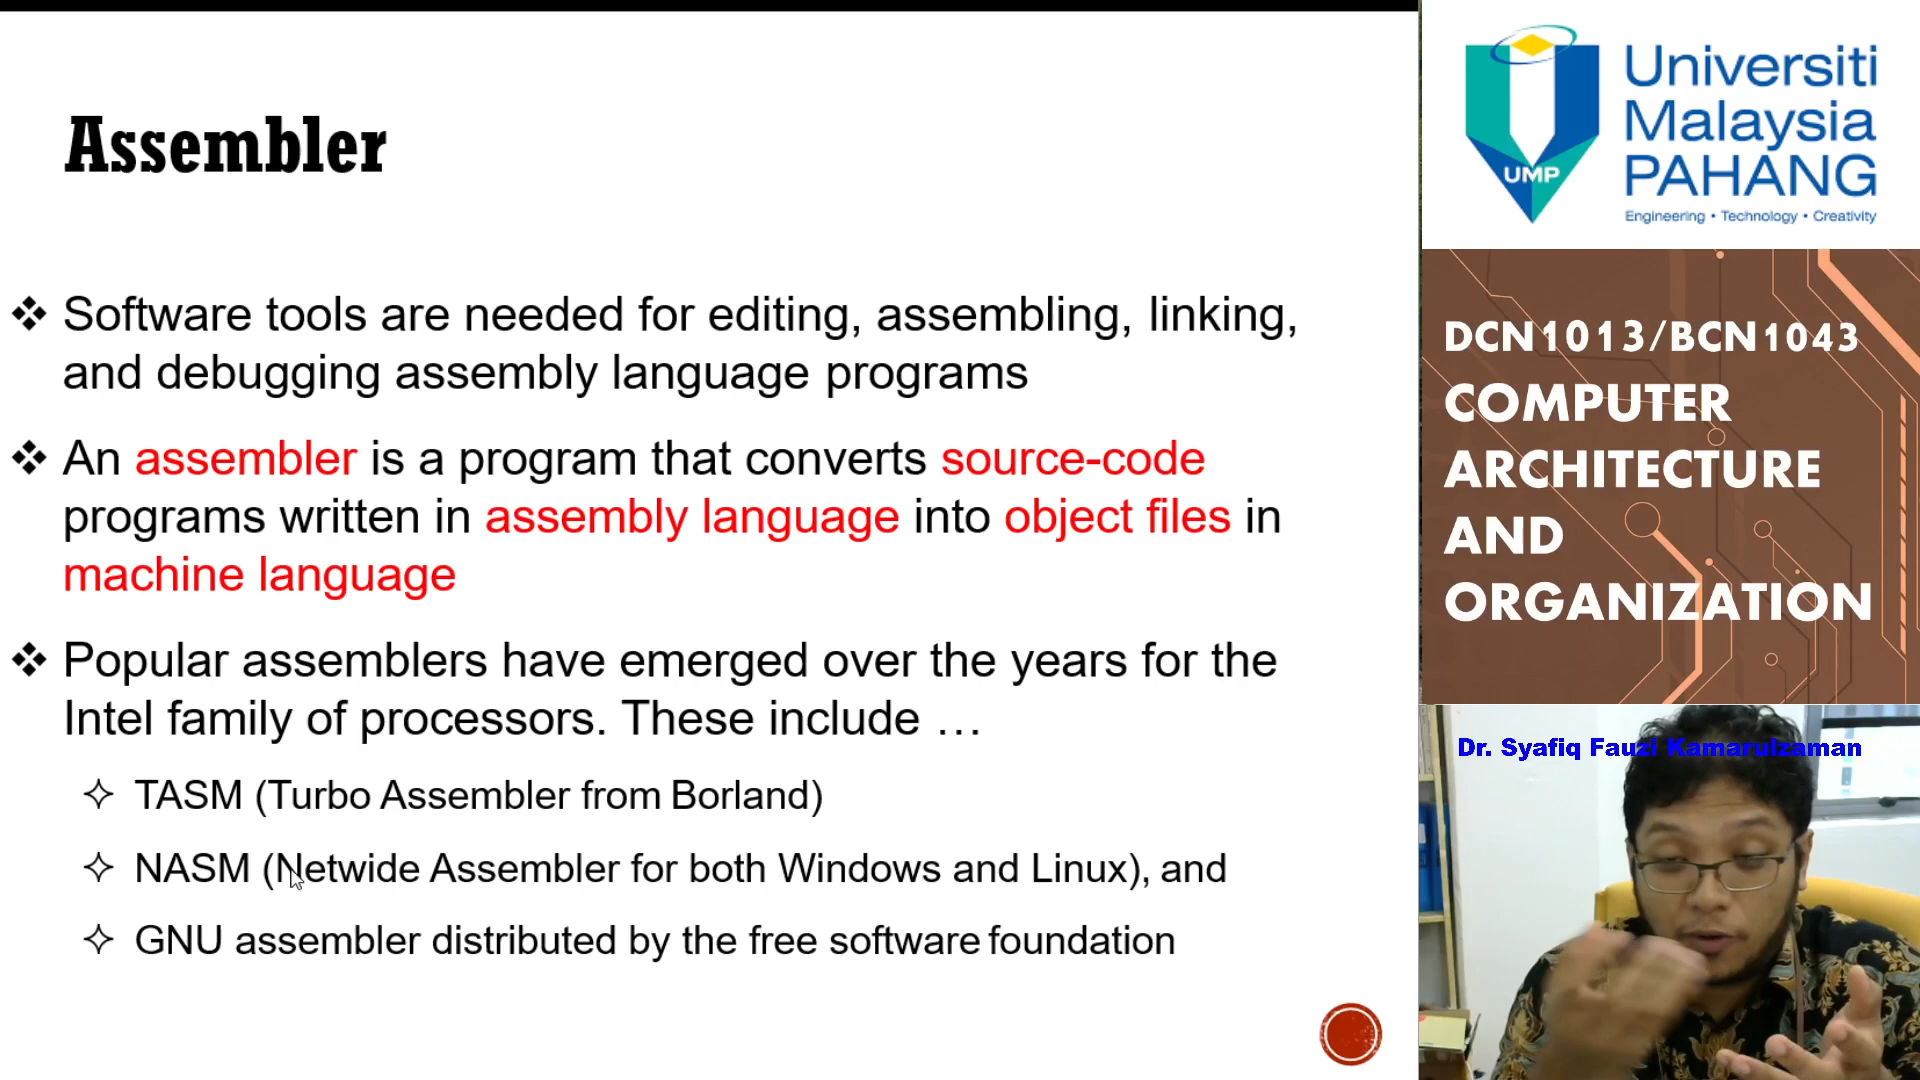 Assembler
❖ Software tools are needed for editing, assembling, linking,
and debugging assembly language programs
❖ An assembler is a program that converts source-code
programs written in assembly language into object files in
machine language
❖ Popular assemblers have emerged over the years for the
Intel family of processors. These include …
✧ TASM (Turbo Assembler from Borland)
✧ NASM (Netwide Assembler for both Windows and Linux), and
✧ GNU assembler distributed by the free software foundation
UMP
Universiti
Malaysia
PAHANG
Engineering • Technology • Creativity
DCN1013/BCN1043
COMPUTER
ARCHITECTURE
AND
ORGANIZATION
Dr. Syafiq Fauzi Kamarulzaman